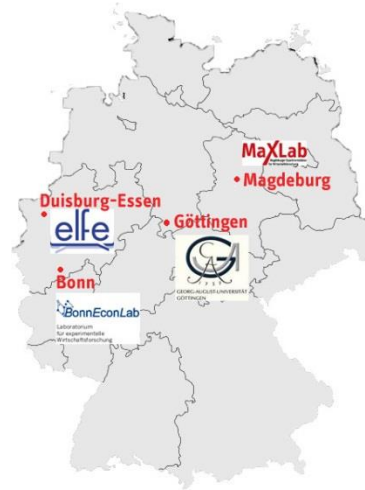 MaXLab
Magdeburg
Duisburg-Essen
elfe
Göttingen
GEORG-AUGUST-UNIVERSITÄT
GÖTTINGEN
Bonn
BonnEconLab
Laboratorium
für experimentelle
Wirtschaftsforschung